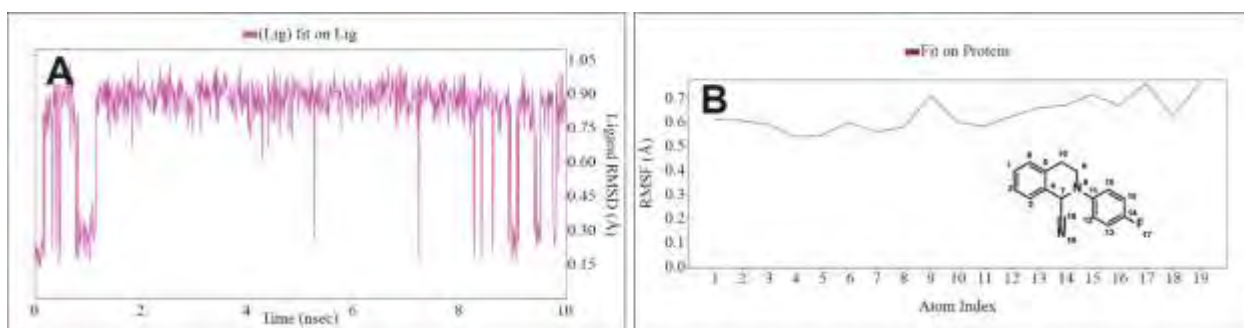 (Lig) fit on Lig
A
1.05
0.90
0.75
0.60
0.45
0.30
0.15
Ligend RMSD (Å)
0 2 4 6 8 10
Time (nsec)
Fit on Protens
B
0.7
0.6
0.5
0.4
0.3
0.2
0.1
0.0
RMSF (Å)
1 2 3 4 5 6 7 8 9 10 11 12 13 14 15 16 17 18 19
Atom Index
N
N
F
17